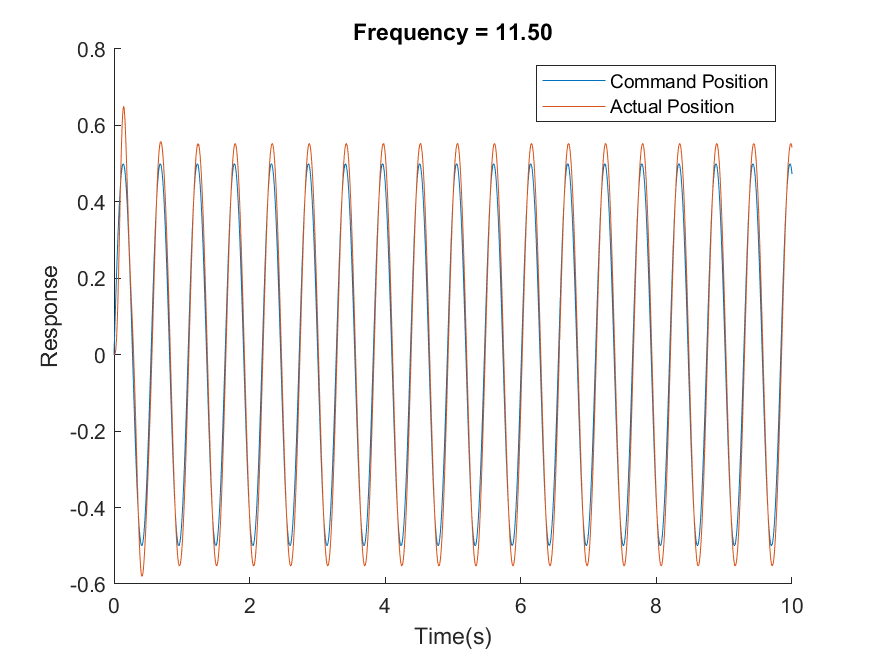 Frequency = 11.50
0.8
Command Position
Actual Position
0.6
0.4
0.2
0
-0.2
-0.4
-0.6
Response
0 2 4 6 8 10
Time(s)